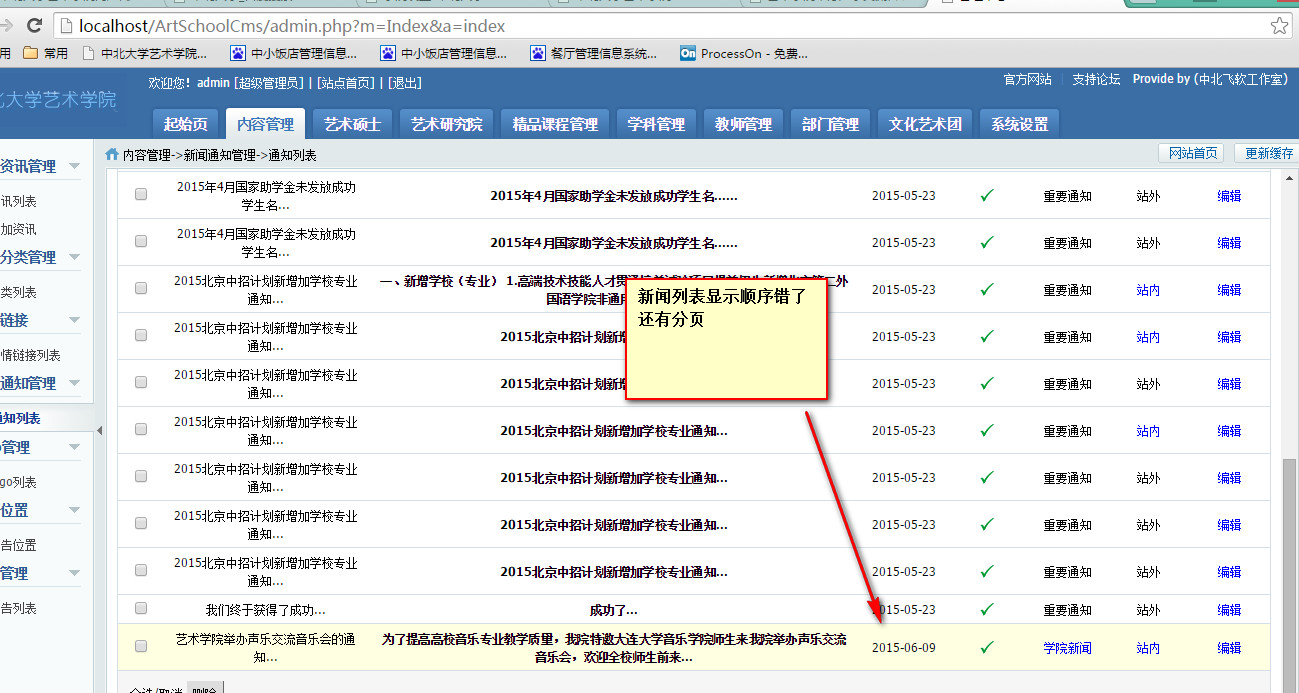 localhost/ArtSchoolCms/admin.php?m=Index&a=index
用 常用 中北大学艺术学院... 中小饭店管理信息... 中小饭店管理信息... 餐厅管理信息系统... On ProcessOn - 免费...
欢迎您! admin [超级管理员] | [站点首页] | [退出]
官方网站 支持论坛 Provide by (中北飞软工作室)
北大学艺术学院
起始页 内容管理 艺术硕士 艺术研究院 精品课程管理 学科管理 教师管理 部门管理 文化艺术团 系统设置
内容管理->新闻通知管理->通知列表
网站首页 更新缓存
资讯管理
讯列表
加资讯
分类管理
类列表
链接
情链接列表
通知管理
通知列表
o管理
go列表
位置
告位置
管理
告列表
2015年4月国家助学金未发放成功
学生名...
2015年4月国家助学金未发放成功学生名...... 2015-05-23 重要通知 站外 编辑
2015年4月国家助学金未发放成功
学生名...
2015年4月国家助学金未发放成功学生名...... 2015-05-23 重要通知 站外 编辑
2015北京中招计划新增加学校专业
通知...
一、新增学校（专业） 1.高端技术技能人才贯通
国语学院非通用
2015-05-23 重要通知 站内 编辑
2015北京中招计划新增加学校专业
通知...
2015北京中招计划新增 2015-05-23 重要通知 站内 编辑
2015北京中招计划新增加学校专业
通知...
2015北京中招计划新增 2015-05-23 重要通知 站外 编辑
2015北京中招计划新增加学校专业
通知...
2015北京中招计划新增加学校专业通知... 2015-05-23 重要通知 站内 编辑
2015北京中招计划新增加学校专业
通知...
2015北京中招计划新增加学校专业通知... 2015-05-23 重要通知 站外 编辑
2015北京中招计划新增加学校专业
通知...
2015北京中招计划新增加学校专业通知... 2015-05-23 重要通知 站外 编辑
2015北京中招计划新增加学校专业
通知...
2015北京中招计划新增加学校专业通知... 2015-05-23 重要通知 站外 编辑
我们终于获得了成功... 成功了... 2015-05-23 重要通知 站外 编辑
艺术学院举办声乐交流音乐会的通
知...
为了提高高校音乐专业教学质量，我院特邀大连大学音乐学院师生来我院举办声乐交流
音乐会，欢迎全校师生前来...
2015-06-09 学院新闻 站内 编辑
全选/取消 删除
新闻列表显示顺序错了
还有分页